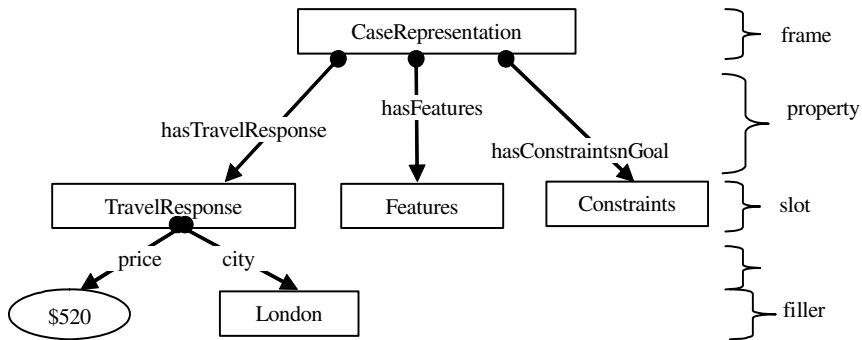 CaseRepresentation
frame
hasTravelResponse
hasFeatures
hasConstraintsnGoal
property
TravelResponse
Features
Constraints
slot
price
city
$520
London
filler